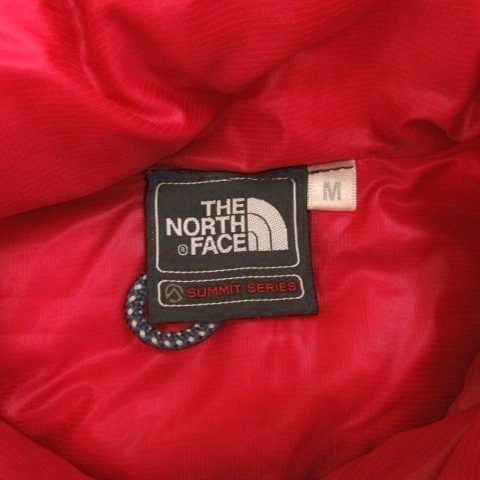 THE
NORTH
® FACE
M
SUMMIT SERIES